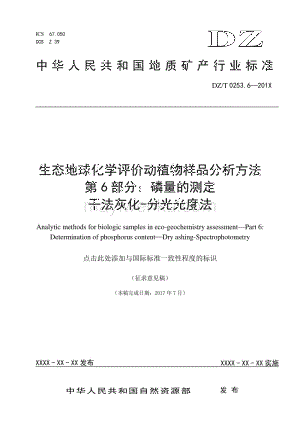 ICS 67.050
DZB Z 39
DZ
中华人民共和国地质矿产行业标准
DZ/T 0253.6—201X
生态地球化学评价动植物样品分析方法
第6部分：磷量的测定
干法灰化-分光光度法
Analytic methods for biologic samples in eco-geochemistry assessment—Part 6:
Determination of phosphorus content—Dry ashing-Spectrophotometry
点击此处添加与国际标准一致性程度的标识
（征求意见稿）
（本稿完成日期：2017年7月）
XXXX-XX-XX 发布
XXXX-XX-XX 实施
中华人民共和国自然资源部 发布